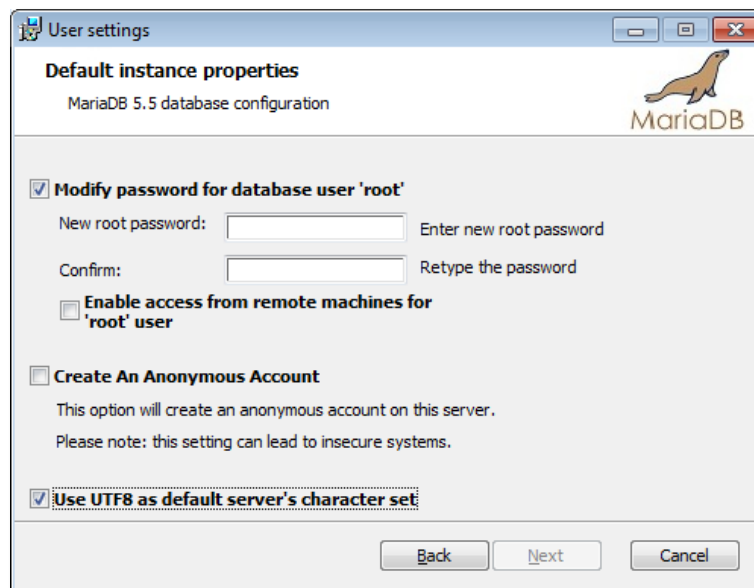 User settings
Default instance properties
MariaDB 5.5 database configuration
MariaDB
Modify password for database user 'root'
New root password:
Enter new root password
Confirm:
Retype the password
Enable access from remote machines for
'root' user
Create An Anonymous Account
This option will create an anonymous account on this server.
Please note: this setting can lead to insecure systems.
Use UTF8 as default server's character set
Back
Next
Cancel